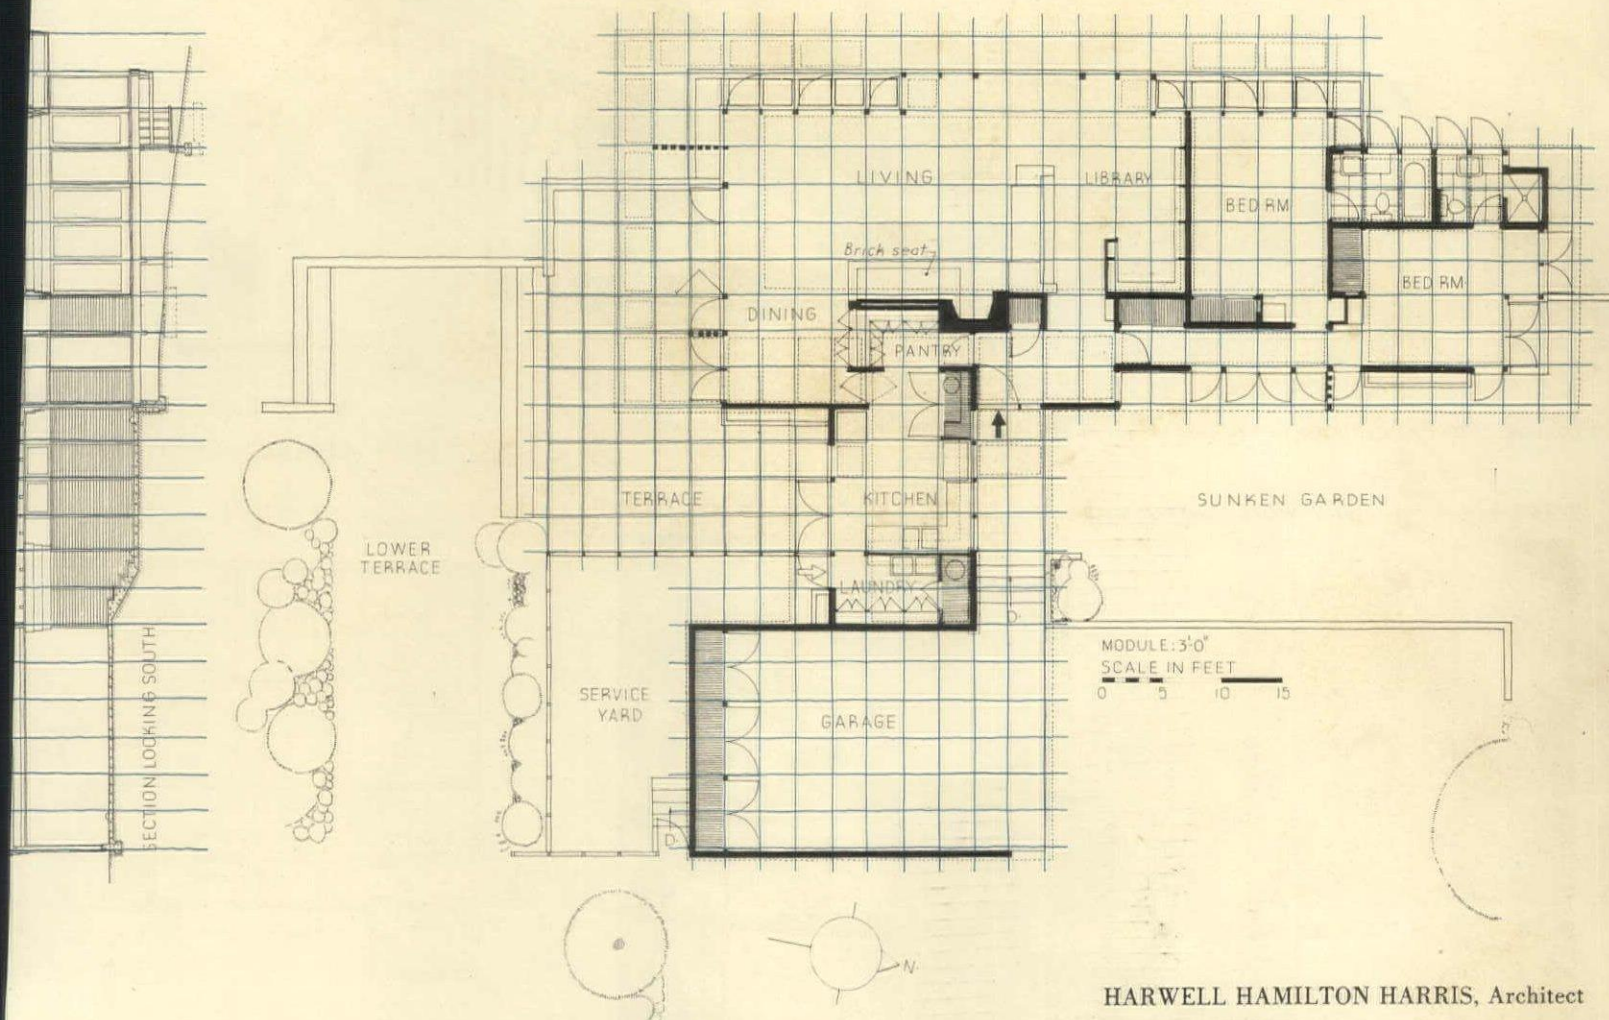 LIVING
LIBRARY
BED RM
Brick seat
BED RM
DINING
PANTRY
TERRACE
KITCHEN
SUNKEN GARDEN
LOWER
TERRACE
LAUNDRY
D
MODULE: 3'-0"
SCALE IN FEET
0 5 10 15
SECTION LOOKING SOUTH
SERVICE
YARD
GARAGE
D
N
HARWELL HAMILTON HARRIS, Architect